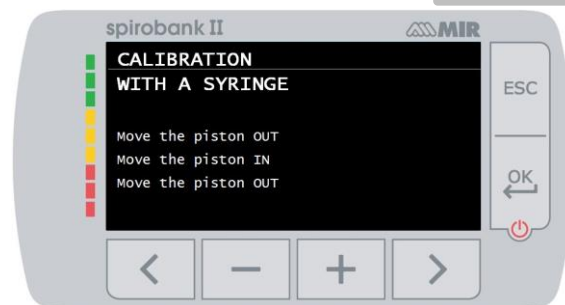 spirobank II
MIR
CALIBRATION
WITH A SYRINGE
Move the piston OUT
Move the piston IN
Move the piston OUT
ESC
OK